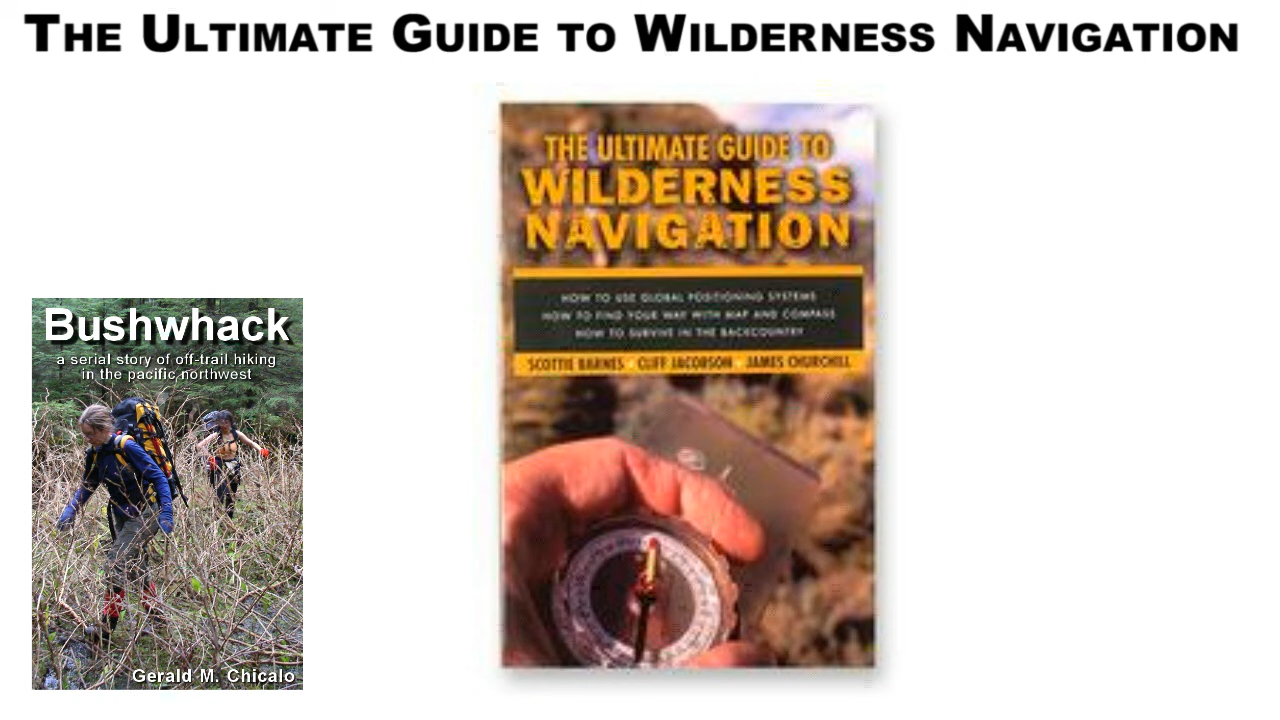 THE ULTIMATE GUIDE TO WILDERNESS NAVIGATION
THE ULTIMATE GUIDE TO
WILDERNESS
NAVIGATION
HOW TO USE GLOBAL POSITIONING SYSTEMS
HOW TO FIND YOUR WAY WITH MAP AND COMPASS
HOW TO SURVIVE IN THE BACKCOUNTRY
SCOTTIE BARNES CLIFF JACOBSON JAMES CHURCHILL
Bushwhack
a serial story of off-trail hiking
in the pacific northwest
Gerald M. Chicalo